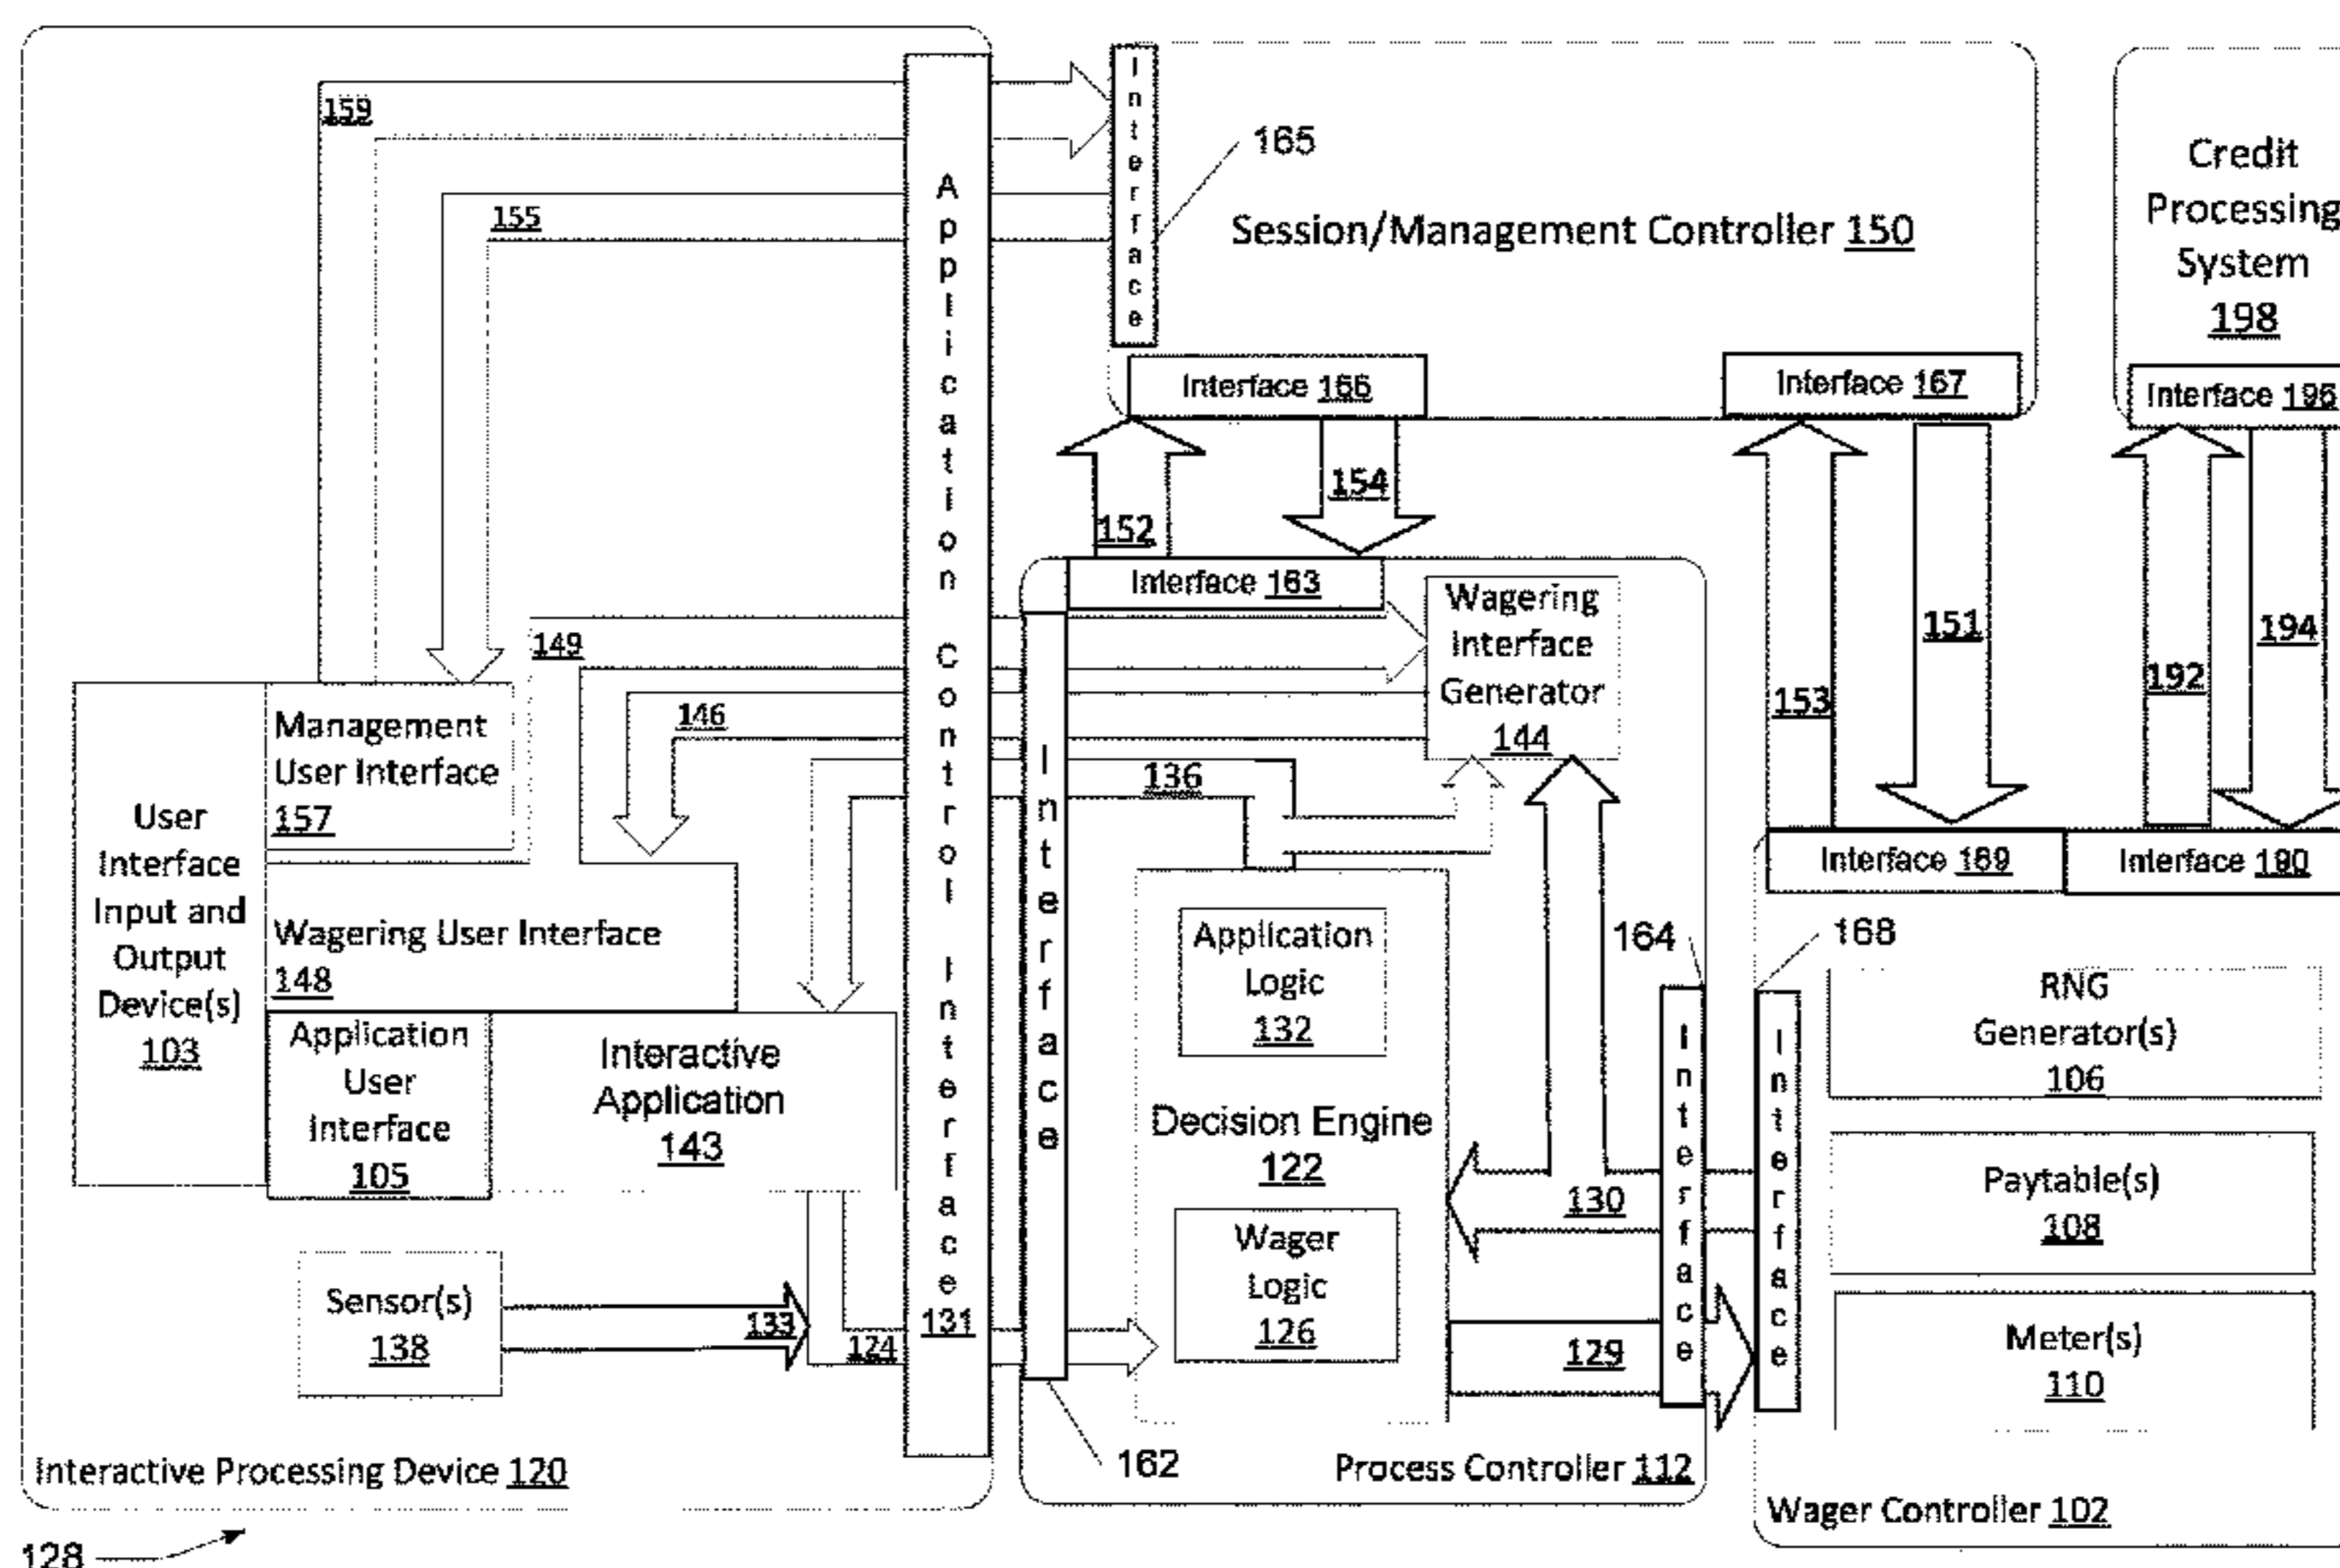 159
155
149
146
Management
User Interface
157
User
Interface
Input and
Output
Device(s)
103
Wagering User Interface
148
Application
User
Interface
105
Interactive
Application
143
Sensor(s)
138
133
124
Application Control Interface
131
Interactive Processing Device 120
128
Interface
165
Session/Management Controller 150
Interface 166
Interface 167
Credit
Processing
System
198
Interface 196
152
154
153
151
192
194
Interface 163
Wagering
Interface
Generator
144
136
Interface
162
Application
Logic
132
Decision Engine
122
Wager
Logic
126
130
129
164
Interface
Process Controller 112
Interface 169
Interface 190
168
Interface
RNG
Generator(s)
106
Paytable(s)
108
Meter(s)
110
Wager Controller 102